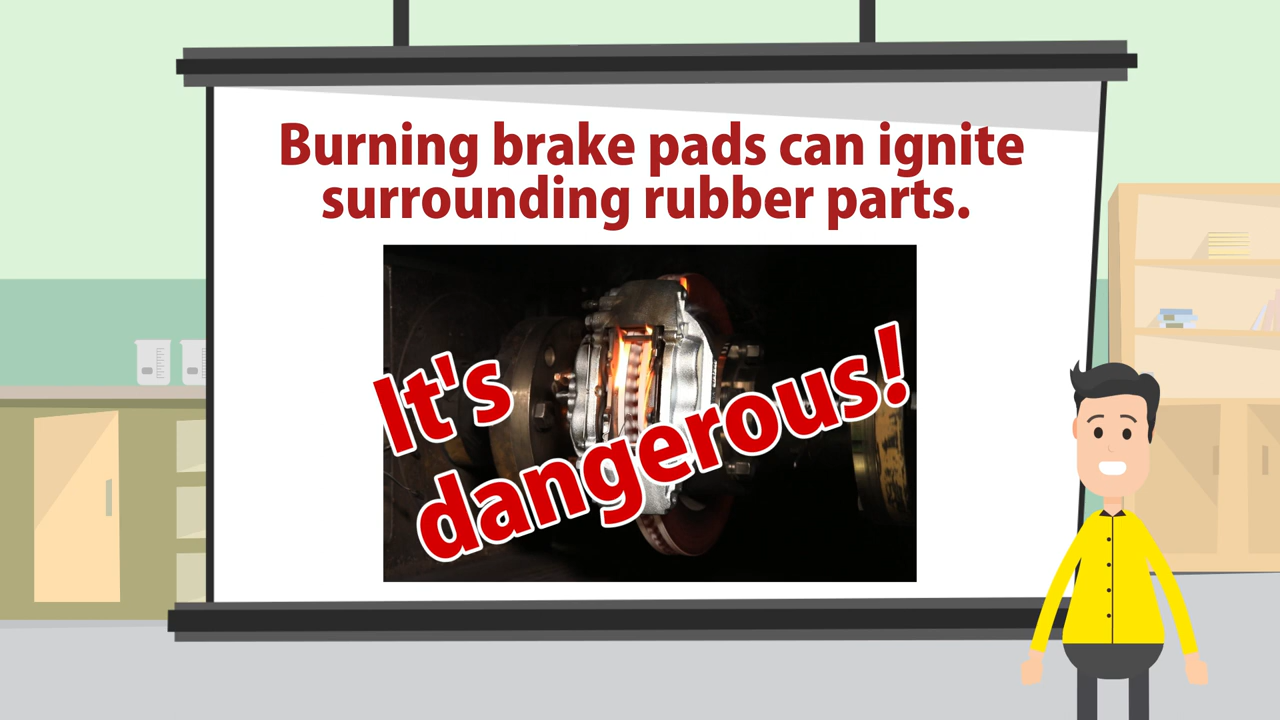 Burning brake pads can ignite
surrounding rubber parts.
It's
dangerous!